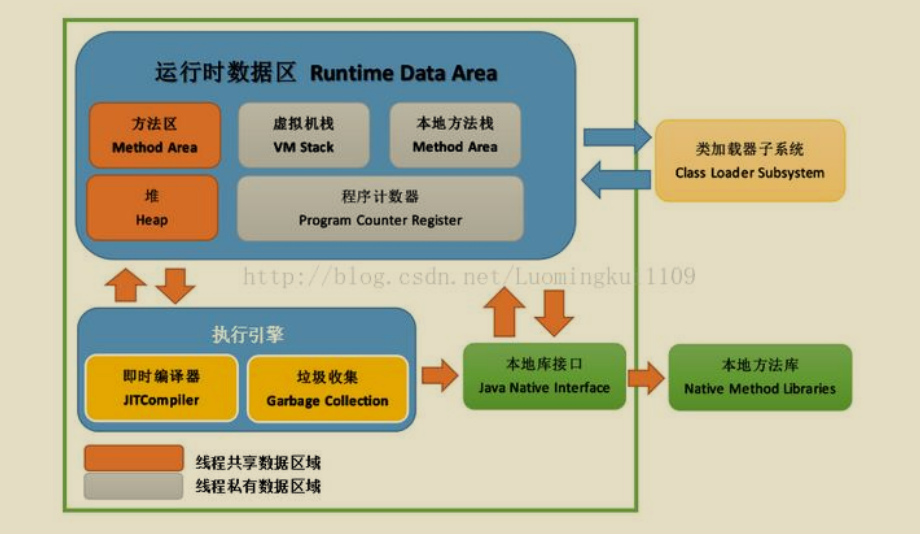 运行时数据区 Runtime Data Area
方法区
Method Area
虚拟机栈
VM Stack
本地方法栈
Method Area
堆
Heap
程序计数器
Program Counter Register
类加载器子系统
Class Loader Subsystem
http://blog.csdn.net/Luomingkui1109
执行引擎
即时编译器
JITCompiler
垃圾收集
Garbage Collection
本地库接口
Java Native Interface
本地方法库
Native Method Libraries
线程共享数据区域
线程私有数据区域